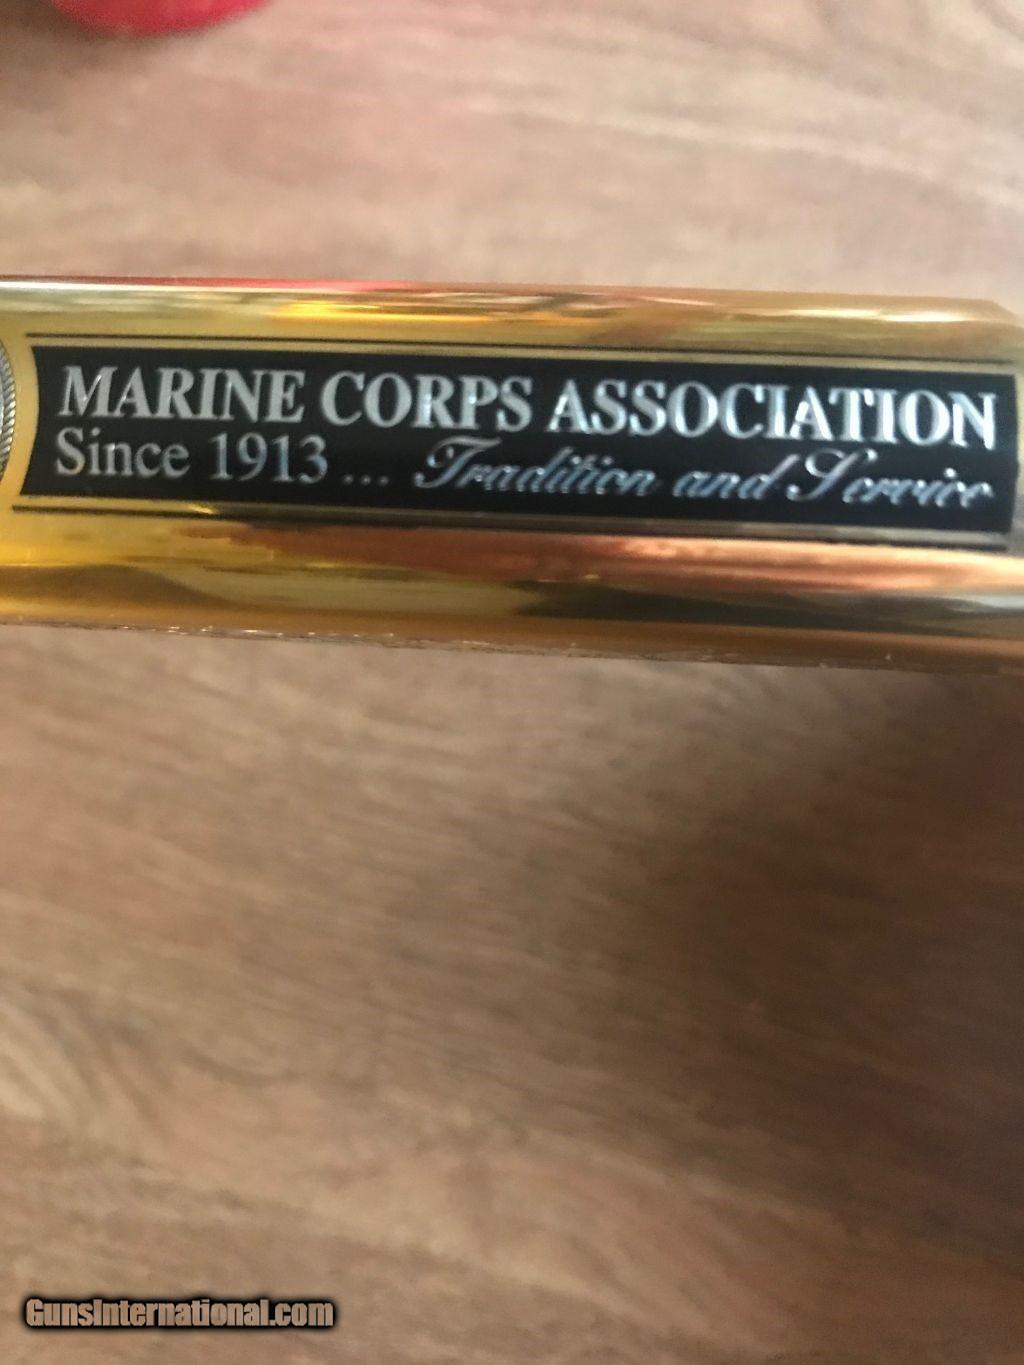 MARINE CORPS ASSOCIATION
Since 1913 ... Tradition and Service
GunsInternational.com